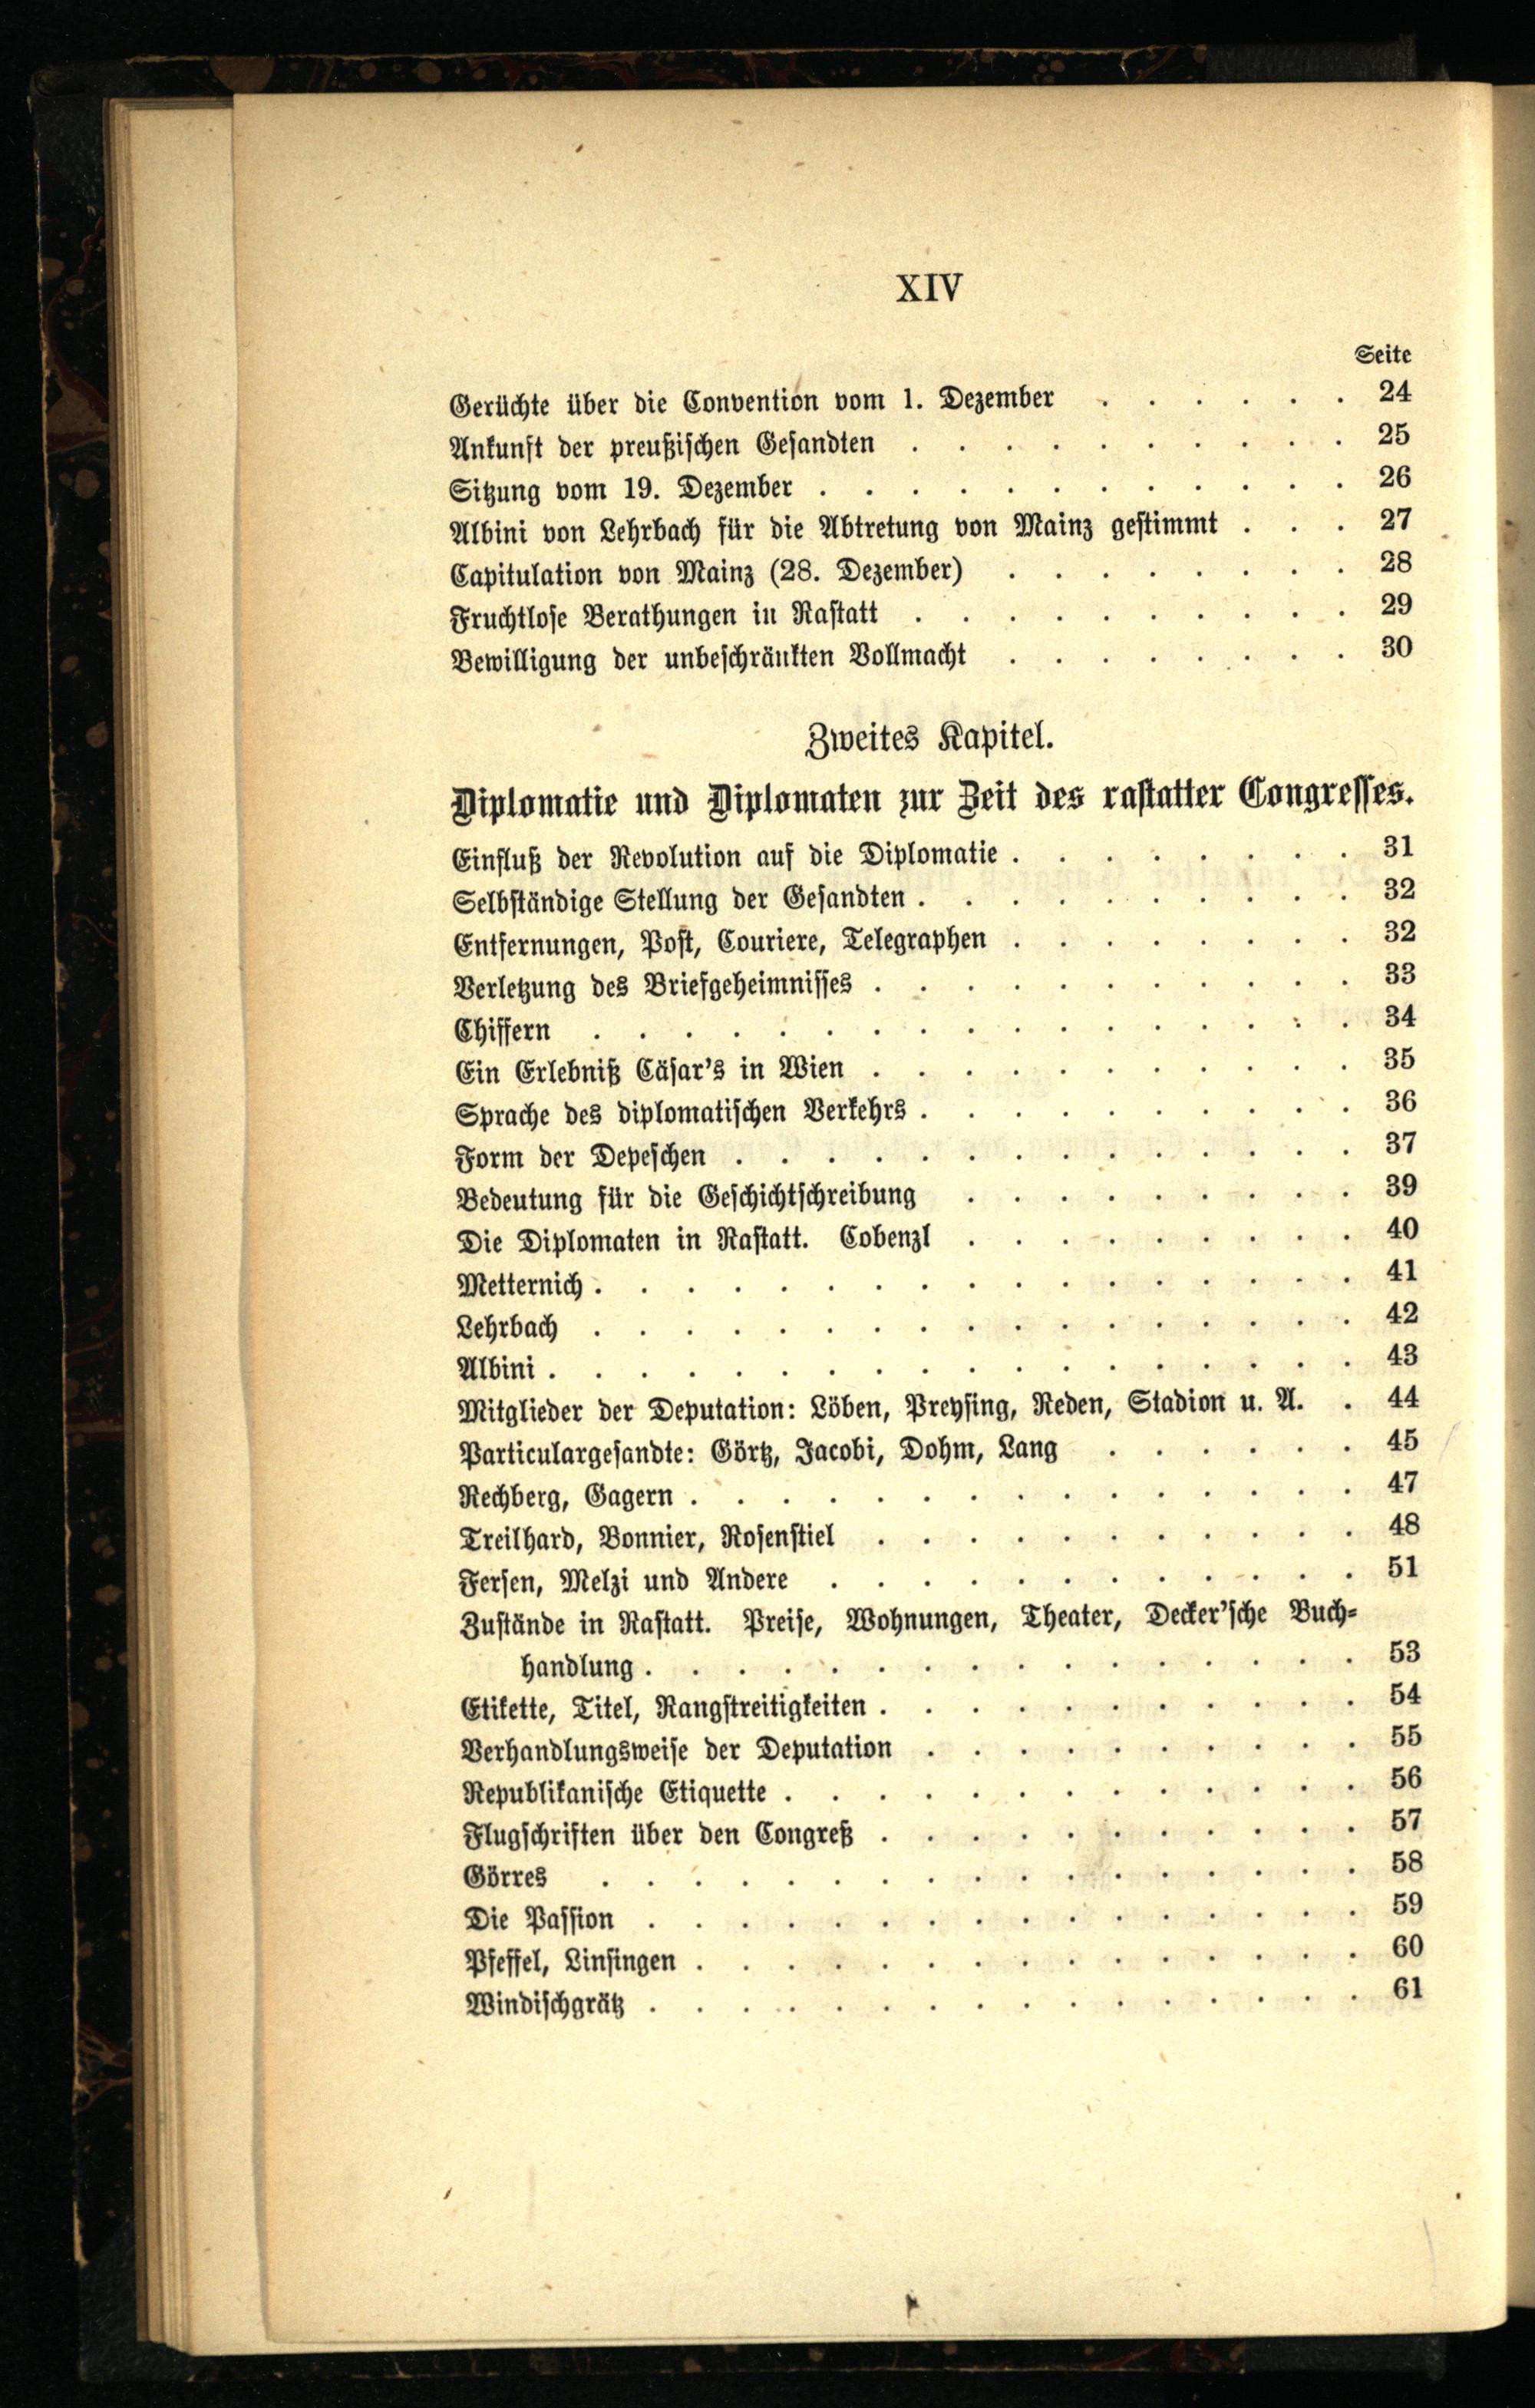 XIV
Seite
Gerüchte über die Convention vom 1. Dezember . . . . . . 24
Ankunft der preußischen Gesandten . . . . . . . . . . 25
Sitzung vom 19. Dezember . . . . . . . . . . . . 26
Albini von Lehrbach für die Abtretung von Mainz gestimmt . . . 27
Capitulation von Mainz (28. Dezember) . . . . . . . . 28
Fruchtlose Berathungen in Rastatt . . . . . . . . . . 29
Bewilligung der unbeschränkten Vollmacht . . . . . . . . 30
Zweites Kapitel.
Diplomatie und Diplomaten zur Zeit des rastatter Congresses.
Einfluß der Revolution auf die Diplomatie . . . . . . . . 31
Selbständige Stellung der Gesandten . . . . . . . . . . 32
Entfernungen, Post, Couriere, Telegraphen . . . . . . . . 32
Verletzung des Briefgeheimnisses . . . . . . . . . . . 33
Chiffern . . . . . . . . . . . . . . . . . 34
Ein Erlebniß Cäsar's in Wien . . . . . . . . . . . 35
Sprache des diplomatischen Verkehrs . . . . . . . . . . 36
Form der Depeschen . . . . . . . . . . . . . . 37
Bedeutung für die Geschichtschreibung . . . . . . . . . 39
Die Diplomaten in Rastatt. Cobenzl . . . . . . . . . 40
Metternich . . . . . . . . . . . . . . . . . 41
Lehrbach . . . . . . . . . . . . . . . . . 42
Albini . . . . . . . . . . . . . . . . . . 43
Mitglieder der Deputation: Löben, Preysing, Reden, Stadion u. A. . 44
Particulargesandte: Görtz, Jacobi, Dohm, Lang . . . . . . 45
Rechberg, Gagern . . . . . . . . . . . . . . . 47
Treilhard, Bonnier, Rosenstiel . . . . . . . . . . . 48
Fersen, Melzi und Andere . . . . . . . . . . . . 51
Zustände in Rastatt. Preise, Wohnungen, Theater, Decker'sche Buch-
handlung . . . . . . . . . . . . . . . . 53
Etikette, Titel, Rangstreitigkeiten . . . . . . . . . . . 54
Verhandlungsweise der Deputation . . . . . . . . . . 55
Republikanische Etiquette . . . . . . . . . . . . . 56
Flugschriften über den Congreß . . . . . . . . . . . 57
Görres . . . . . . . . . . . . . . . . . 58
Die Passion . . . . . . . . . . . . . . . . 59
Pfeffel, Linsingen . . . . . . . . . . . . . . . 60
Windischgrätz . . . . . . . . . . . . . . . . 61